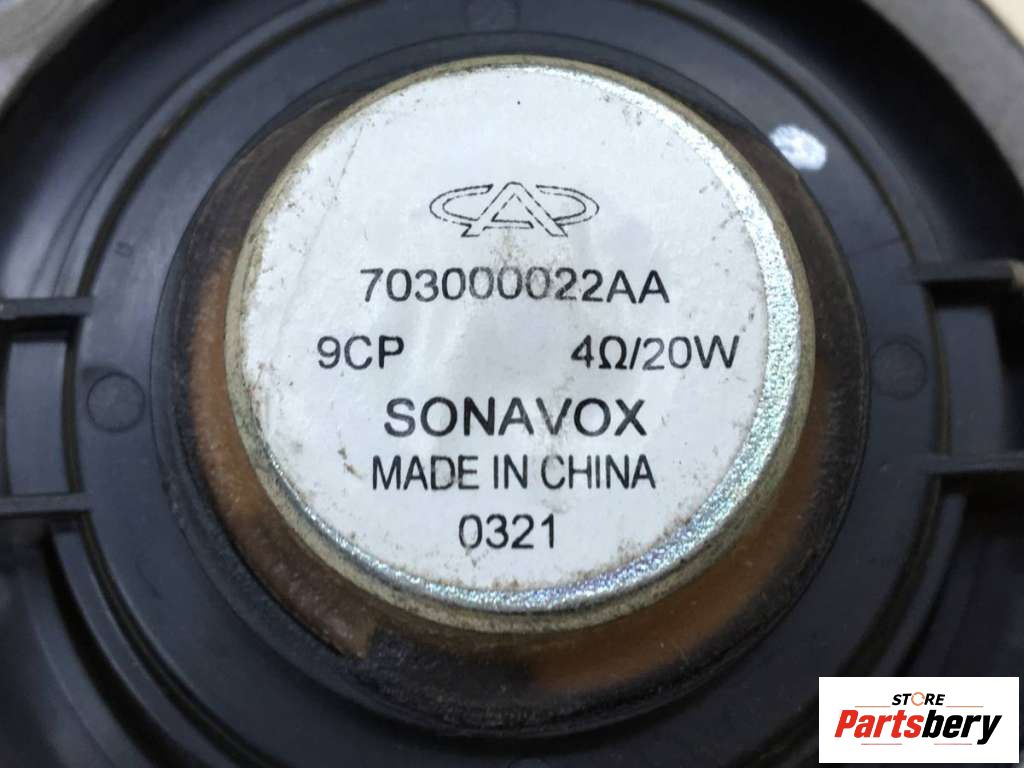 703000022AA
9CP 4Ω/20W
SONAVOX
MADE IN CHINA
0321
STORE
Partsbery